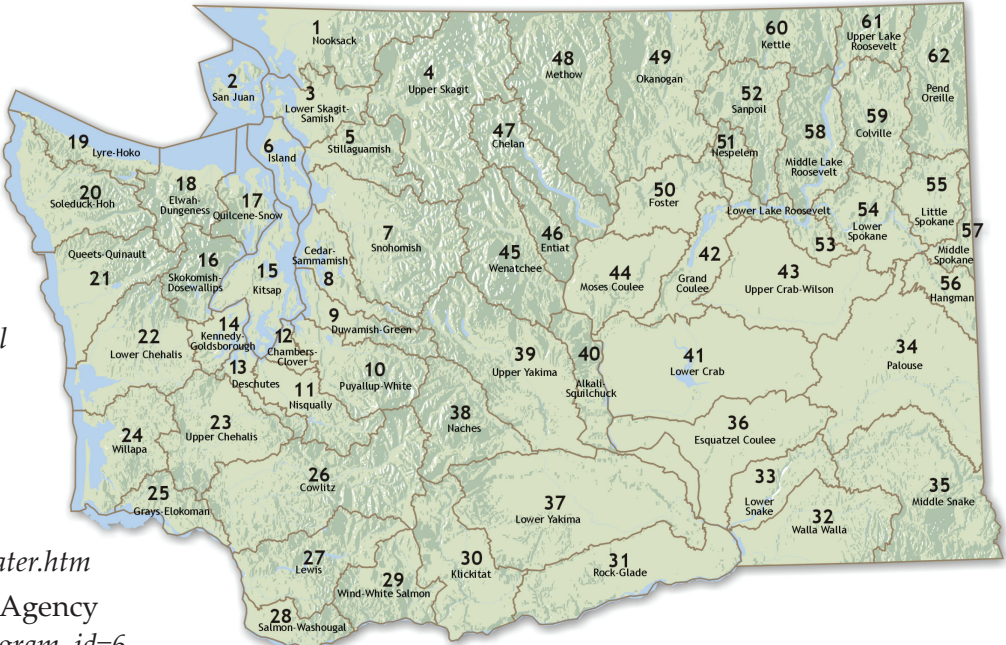 1
Nooksack
2
San Juan
3
Lower Skagit-
Samish
4
Upper Skagit
5
Stillaguamish
6
Island
7
Snohomish
Cedar-
Sammamish
8
9
Duwamish-Green
10
Puyallup-White
11
Nisqually
12
Chambers-
Clover
13
Deschutes
14
Kennedy-
Goldsborough
15
Kitsap
16
Skokomish-
Dosewallips
17
Quilcene-Snow
18
Elwah-
Dungeness
19
Lyre-Hoko
20
Soleduck-Hoh
Queets-Quinault
21
22
Lower Chehalis
23
Upper Chehalis
24
Willapa
25
Grays-Elokoman
26
Cowlitz
27
Lewis
28
Salmon-Washougal
29
Wind-White Salmon
30
Klickitat
31
Rock-Glade
32
Walla Walla
33
Lower
Snake
34
Palouse
35
Middle Snake
36
Esquatzel Coulee
37
Lower Yakima
38
Naches
39
Upper Yakima
40
Alkali-
Squilchuck
41
Lower Crab
42
Grand
Coulee
43
Upper Crab-Wilson
44
Moses Coulee
45
Wenatchee
46
Entiat
47
Chelan
48
Methow
49
Okanogan
50
Foster
51
Nespelem
52
Sanpoil
Lower Lake Roosevelt
53
54
Lower
Spokane
55
Little
Spokane
56
Hangman
57
Middle
Spokane
58
Middle Lake
Roosevelt
59
Colville
60
Kettle
61
Upper Lake
Roosevelt
62
Pend
Oreille
l
ater.htm
Agency
ogram_id=6